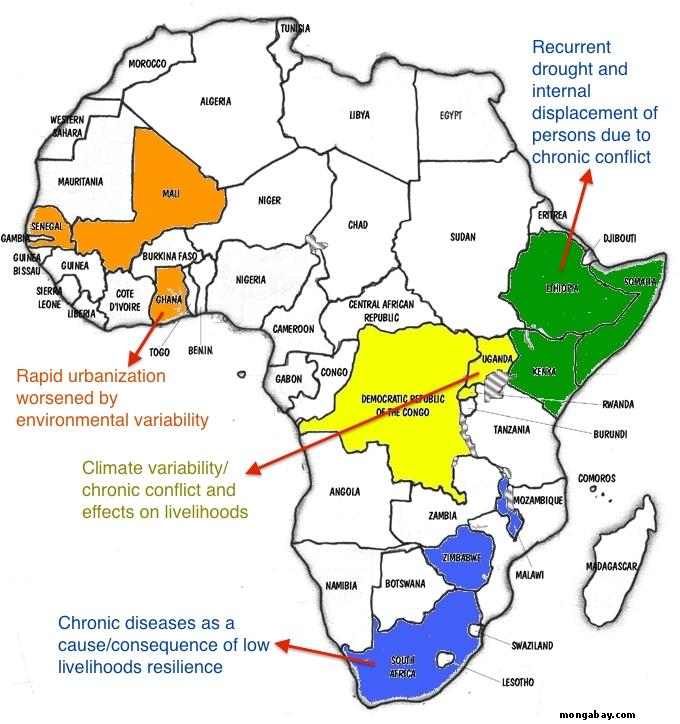 TUNISIA
MOROCCO
ALGERIA
LIBYA
EGYPT
WESTERN
SAHARA
MAURITANIA
MALI
NIGER
CHAD
SUDAN
ERITREA
DJIBOUTI
SENEGAL
GAMBIA
GUINEA
BISSAU
GUINEA
SIERRA
LEONE
LIBERIA
COTE
D'IVOIRE
BURKINA FASO
GHANA
TOGO
BENIN
NIGERIA
CAMEROON
CENTRAL AFRICAN
REPUBLIC
ETHIOPIA
SOMALIA
KENYA
UGANDA
GABON
CONGO
DEMOCRATIC REPUBLIC
OF THE CONGO
RWANDA
BURUNDI
TANZANIA
COMOROS
ANGOLA
ZAMBIA
MOZAMBIQUE
MALAWI
ZIMBABWE
MADAGASCAR
NAMIBIA
BOTSWANA
SOUTH
AFRICA
SWAZILAND
LESOTHO
Recurrent
drought and
internal
displacement of
persons due to
chronic conflict
Rapid urbanization
worsened by
environmental variability
Climate variability/
chronic conflict and
effects on livelihoods
Chronic diseases as a
cause/consequence of low
livelihoods resilience
mongabay.com